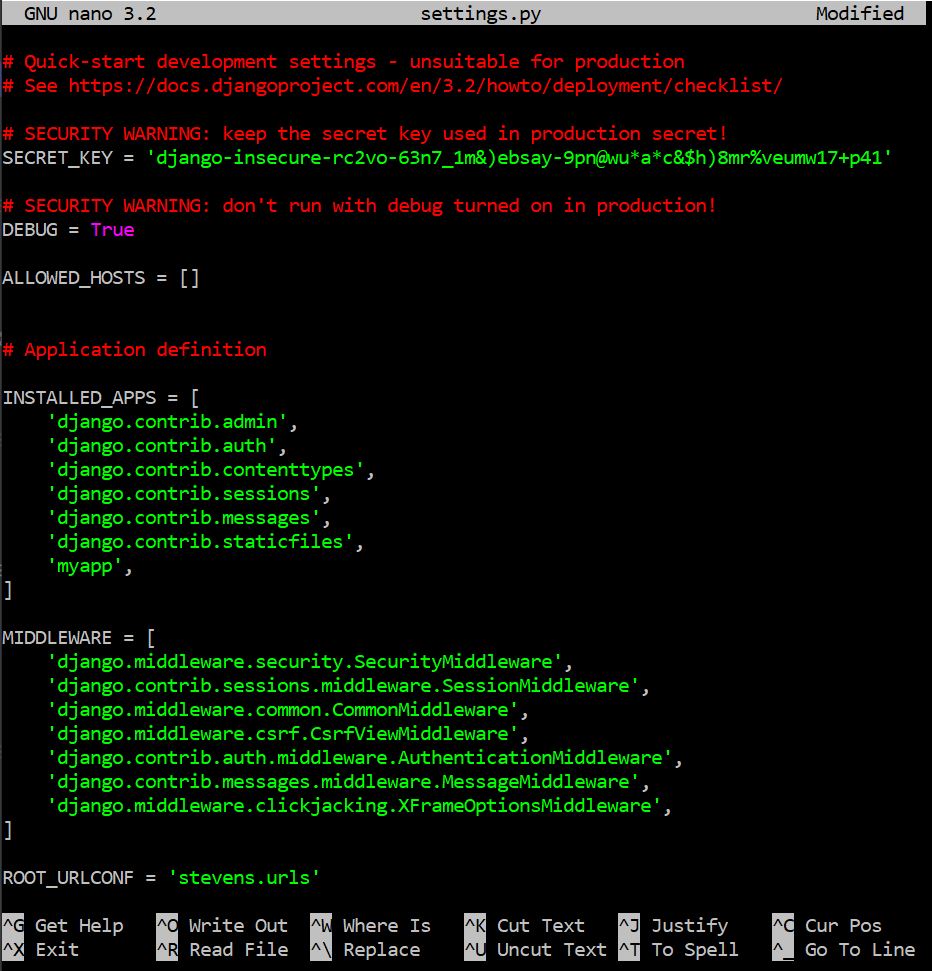 GNU nano 3.2 settings.py Modified
# Quick-start development settings - unsuitable for production
# See https://docs.djangoproject.com/en/3.2/howto/deployment/checklist/
# SECURITY WARNING: keep the secret key used in production secret!
SECRET_KEY = 'django-insecure-rc2vo-63n7_1m&)ebsay-9pn@wu*a*c&$h)8mr%veumw17+p41'
# SECURITY WARNING: don't run with debug turned on in production!
DEBUG = True
ALLOWED_HOSTS = []
# Application definition
INSTALLED_APPS = [
    'django.contrib.admin',
    'django.contrib.auth',
    'django.contrib.contenttypes',
    'django.contrib.sessions',
    'django.contrib.messages',
    'django.contrib.staticfiles',
    'myapp',
]
MIDDLEWARE = [
    'django.middleware.security.SecurityMiddleware',
    'django.contrib.sessions.middleware.SessionMiddleware',
    'django.middleware.common.CommonMiddleware',
    'django.middleware.csrf.CsrfViewMiddleware',
    'django.contrib.auth.middleware.AuthenticationMiddleware',
    'django.contrib.messages.middleware.MessageMiddleware',
    'django.middleware.clickjacking.XFrameOptionsMiddleware',
]
ROOT_URLCONF = 'stevens.urls'
^G Get Help ^O Write Out ^W Where Is ^K Cut Text ^J Justify ^C Cur Pos
^X Exit ^R Read File ^\ Replace ^U Uncut Text ^T To Spell ^_ Go To Line